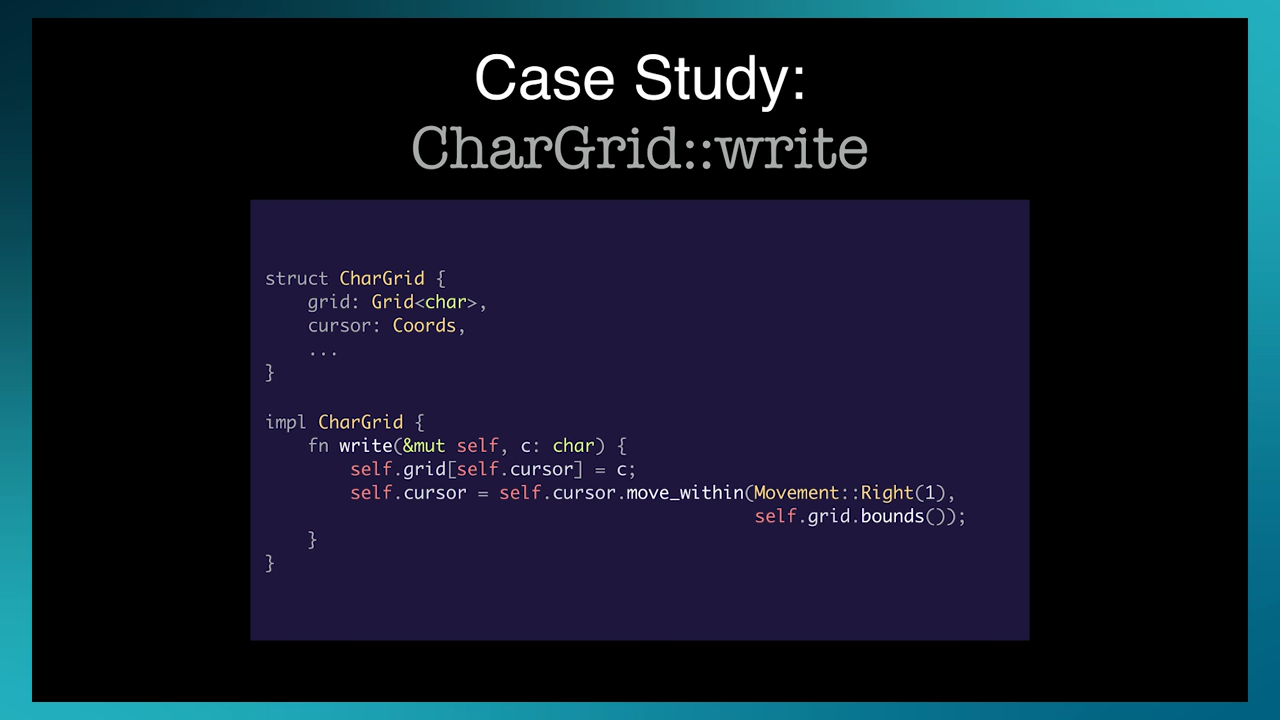 Case Study:
CharGrid::write
struct CharGrid {
    grid: Grid<char>,
    cursor: Coords,
    ...
}
impl CharGrid {
    fn write(&mut self, c: char) {
        self.grid[self.cursor] = c;
        self.cursor = self.cursor.move_within(Movement::Right(1),
                                              self.grid.bounds());
    }
}